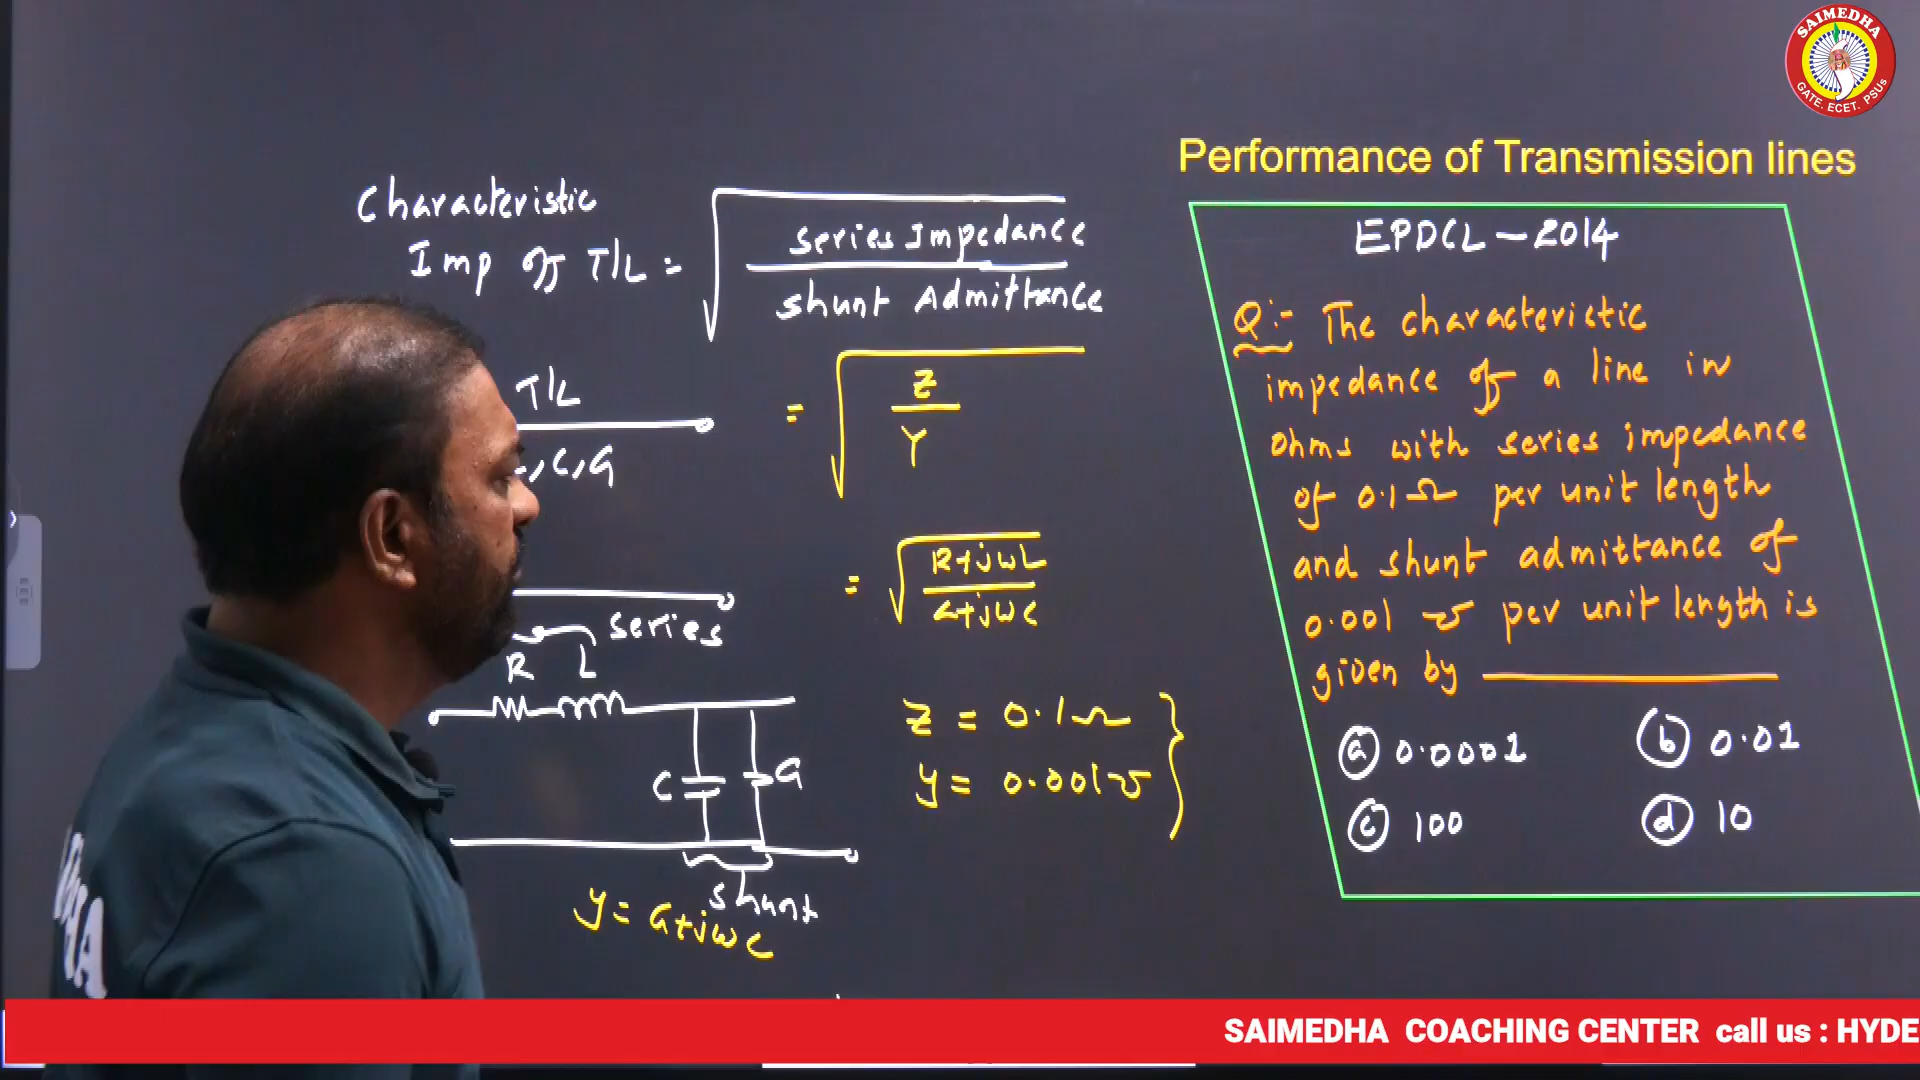 SAIMEDHA
GATE. ECET. PSUs
Performance of Transmission lines
Characteristic
Imp of T/L = √ series Impedance
shunt Admittance
= √ Z
Y
= √ R+jωL
G+jωC
T/L
,C,G
series
R L
C G
shunt
y = G+jωC
Z = 0.1Ω
y = 0.001℧
EPDCL-2014
Q:- The characteristic
impedance of a line in
ohms with series impedance
of 0.1Ω per unit length
and shunt admittance of
0.001 ℧ per unit length is
given by
ⓐ 0.0001 ⓑ 0.01
ⓒ 100 ⓓ 10
SAIMEDHA COACHING CENTER call us : HYDE